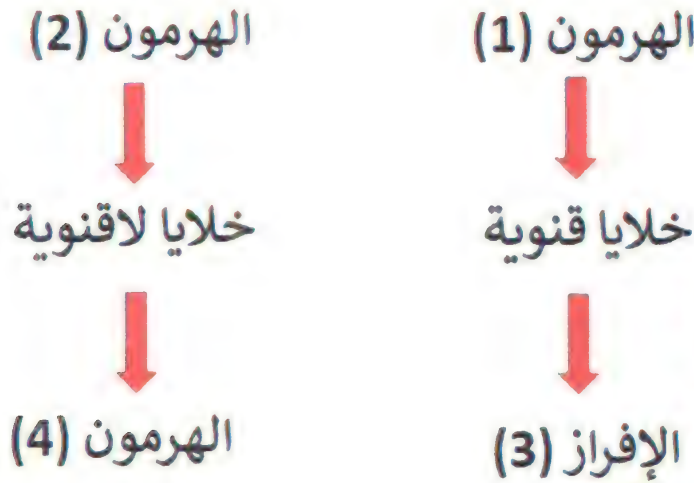 الهرمون (1) الهرمون (2)
خلايا قنوية خلايا لاقنوية
الإفراز (3) الهرمون (4)